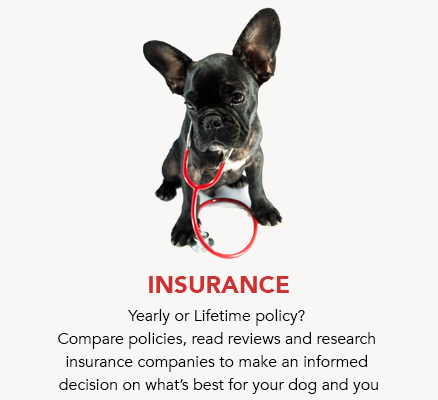 INSURANCE
Yearly or Lifetime policy?
Compare policies, read reviews and research
insurance companies to make an informed
decision on what's best for your dog and you